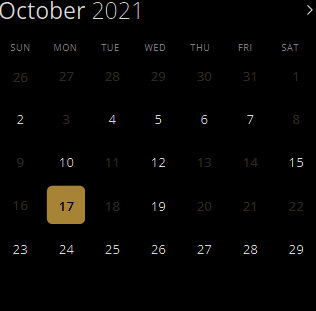 October 2021 >
SUN MON TUE WED THU FRI SAT
26 27 28 29 30 31 1
2 3 4 5 6 7 8
9 10 11 12 13 14 15
16 17 18 19 20 21 22
23 24 25 26 27 28 29